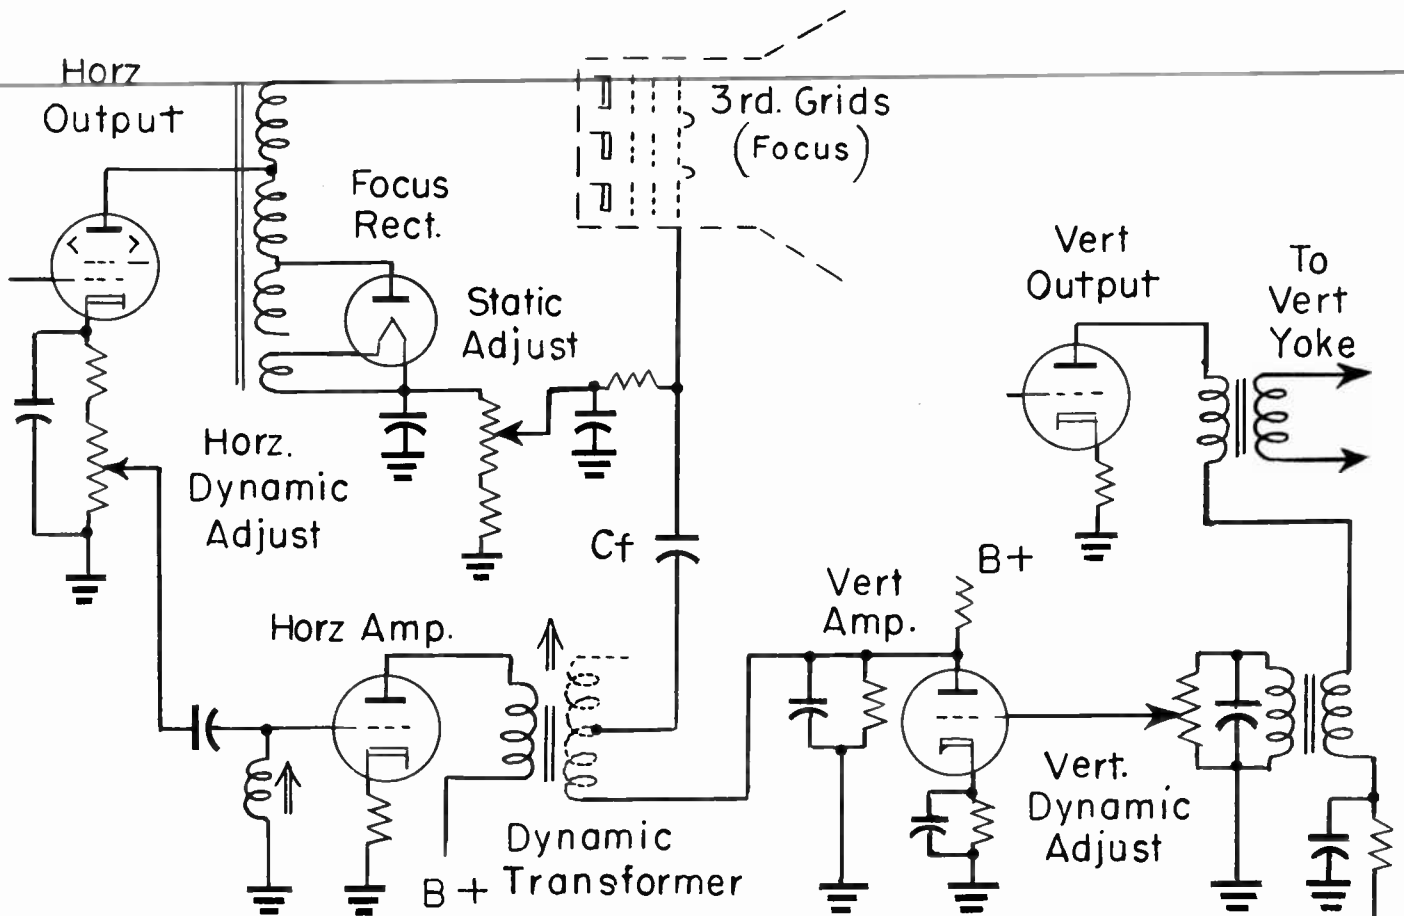 Horz
Output
3rd. Grids
(Focus)
Focus
Rect.
Vert
Output
To
Vert
Yoke
Static
Adjust
Horz.
Dynamic
Adjust
Cf
B+
Vert
Amp.
Horz Amp.
Vert.
Dynamic
Adjust
Dynamic
Transformer
B+